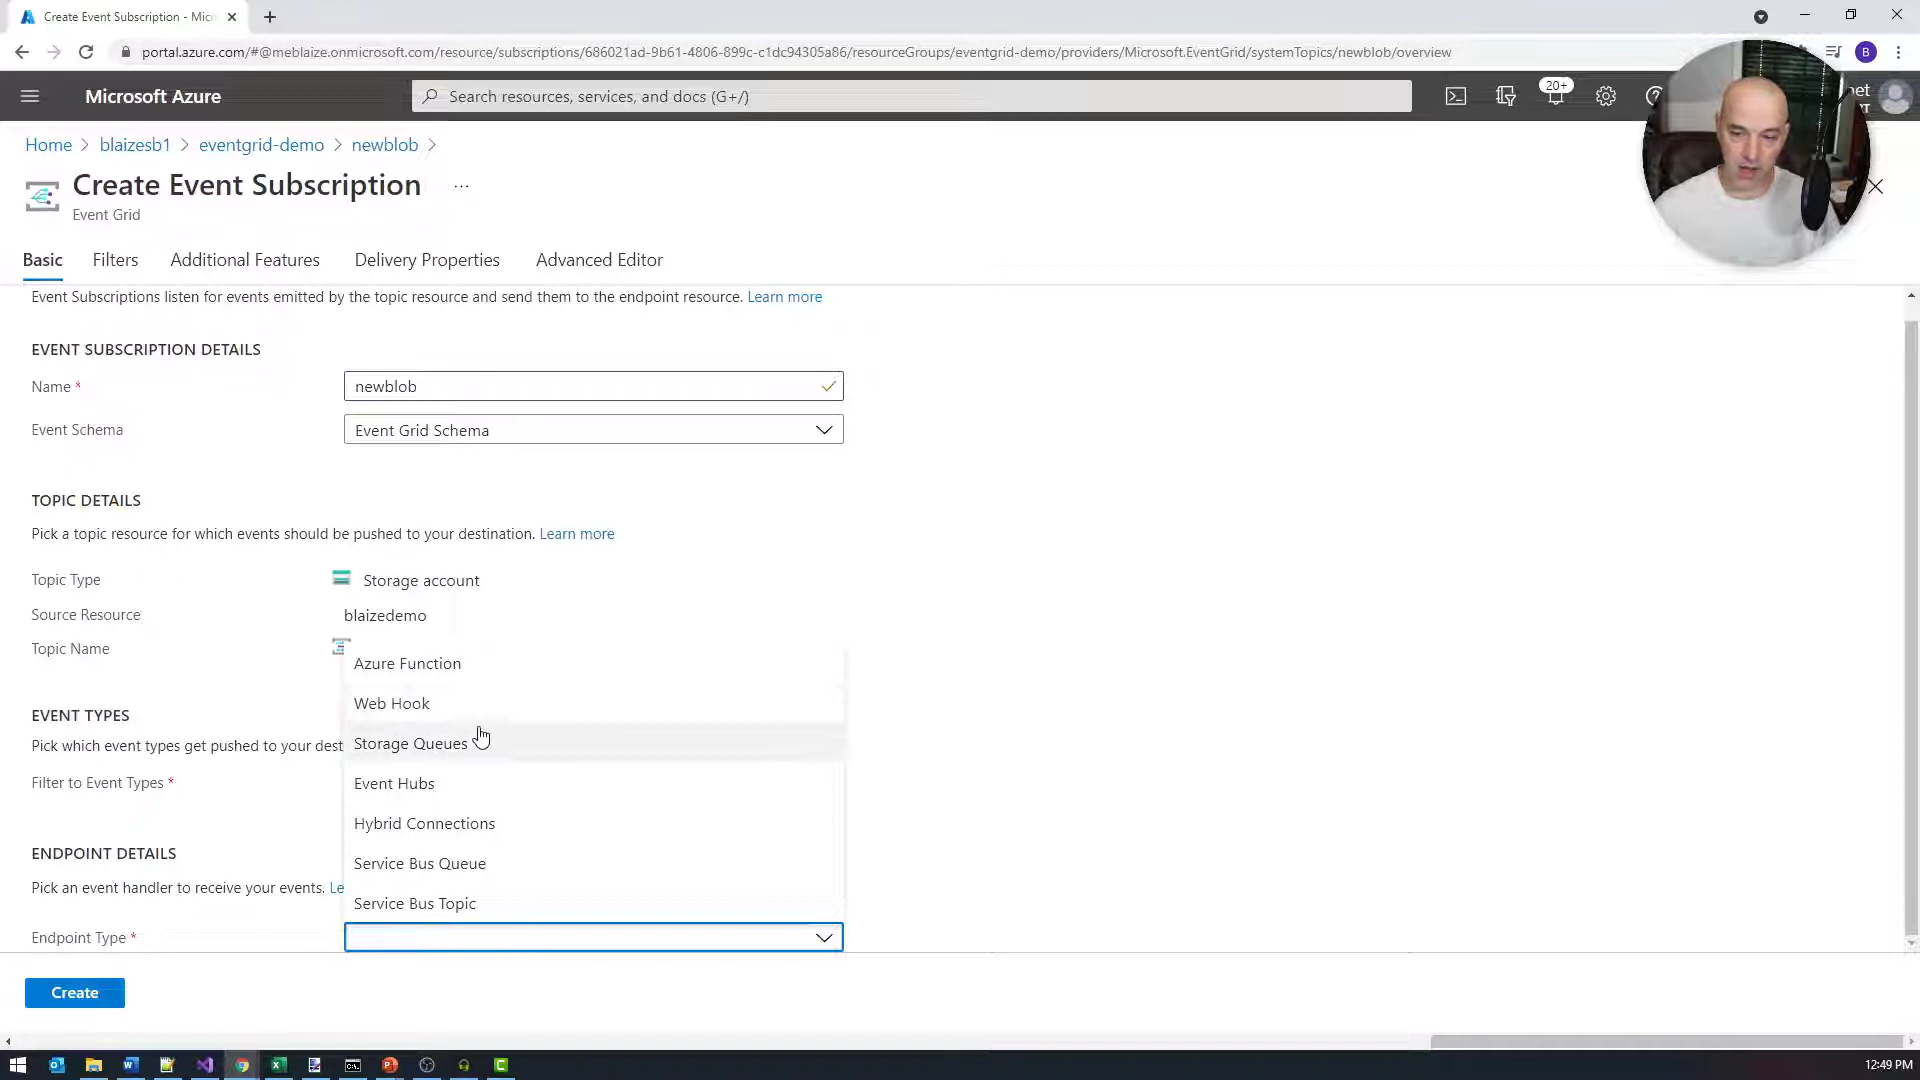 Create Event Subscription - Micr
portal.azure.com/#@meblaize.onmicrosoft.com/resource/subscriptions/686021ad-9b61-4806-899c-c1dc94305a86/resourceGroups/eventgrid-demo/providers/Microsoft.EventGrid/systemTopics/newblob/overview
B
Microsoft Azure
Search resources, services, and docs (G+/)
20+
Home > blaizesb1 > eventgrid-demo > newblob >
Create Event Subscription ...
Event Grid
Basic Filters Additional Features Delivery Properties Advanced Editor
Event Subscriptions listen for events emitted by the topic resource and send them to the endpoint resource. Learn more
EVENT SUBSCRIPTION DETAILS
Name * newblob
Event Schema Event Grid Schema
TOPIC DETAILS
Pick a topic resource for which events should be pushed to your destination. Learn more
Topic Type Storage account
Source Resource blaizedemo
Topic Name
Azure Function
Web Hook
Storage Queues
Event Hubs
Hybrid Connections
Service Bus Queue
Service Bus Topic
EVENT TYPES
Pick which event types get pushed to your dest
Filter to Event Types *
ENDPOINT DETAILS
Pick an event handler to receive your events. Le
Endpoint Type *
Create
12:49 PM